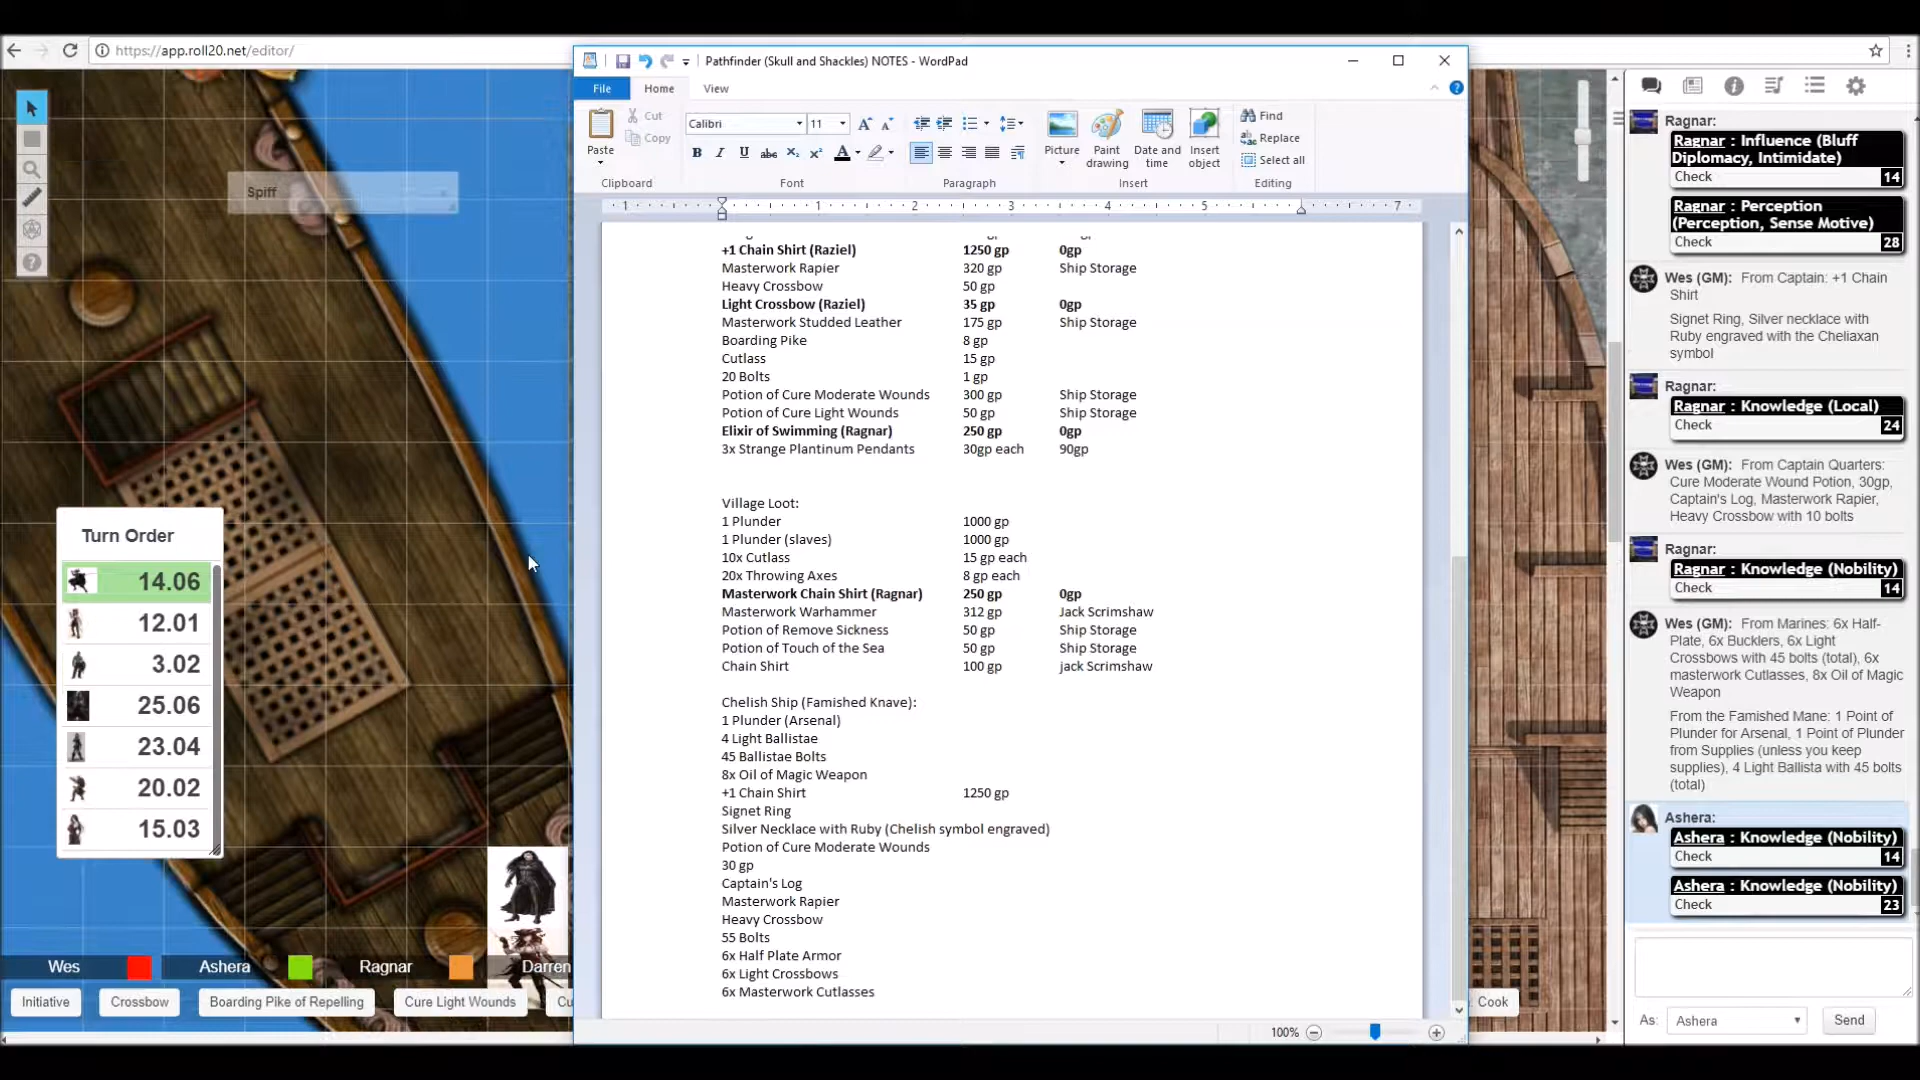 https://app.roll20.net/editor/
Spiff
Turn Order
14.06
12.01
3.02
25.06
23.04
20.02
15.03
Wes
Ashera
Ragnar
Darren
Initiative
Crossbow
Boarding Pike of Repelling
Cure Light Wounds
Cu
Pathfinder (Skull and Shackles) NOTES - WordPad
File
Home
View
Paste
Cut
Copy
Clipboard
Calibri
11
Font
Paragraph
Picture
Paint drawing
Date and time
Insert object
Insert
Find
Replace
Select all
Editing
1 1 2 3 4 5 7
+1 Chain Shirt (Raziel) 1250 gp 0gp
Masterwork Rapier 320 gp Ship Storage
Heavy Crossbow 50 gp
Light Crossbow (Raziel) 35 gp 0gp
Masterwork Studded Leather 175 gp Ship Storage
Boarding Pike 8 gp
Cutlass 15 gp
20 Bolts 1 gp
Potion of Cure Moderate Wounds 300 gp Ship Storage
Potion of Cure Light Wounds 50 gp Ship Storage
Elixir of Swimming (Ragnar) 250 gp 0gp
3x Strange Plantinum Pendants 30gp each 90gp
Village Loot:
1 Plunder 1000 gp
1 Plunder (slaves) 1000 gp
10x Cutlass 15 gp each
20x Throwing Axes 8 gp each
Masterwork Chain Shirt (Ragnar) 250 gp 0gp
Masterwork Warhammer 312 gp Jack Scrimshaw
Potion of Remove Sickness 50 gp Ship Storage
Potion of Touch of the Sea 50 gp Ship Storage
Chain Shirt 100 gp jack Scrimshaw
Chelish Ship (Famished Knave):
1 Plunder (Arsenal)
4 Light Ballistae
45 Ballistae Bolts
8x Oil of Magic Weapon
+1 Chain Shirt 1250 gp
Signet Ring
Silver Necklace with Ruby (Chelish symbol engraved)
Potion of Cure Moderate Wounds
30 gp
Captain's Log
Masterwork Rapier
Heavy Crossbow
55 Bolts
6x Half Plate Armor
6x Light Crossbows
6x Masterwork Cutlasses
100%
Cook
Ragnar:
Ragnar : Influence (Bluff
Diplomacy, Intimidate)
Check 14
Ragnar : Perception
(Perception, Sense Motive)
Check 28
Wes (GM): From Captain: +1 Chain
Shirt
Signet Ring, Silver necklace with
Ruby engraved with the Cheliaxan
symbol
Ragnar:
Ragnar : Knowledge (Local)
Check 24
Wes (GM): From Captain Quarters:
Cure Moderate Wound Potion, 30gp,
Captain's Log, Masterwork Rapier,
Heavy Crossbow with 10 bolts
Ragnar:
Ragnar : Knowledge (Nobility)
Check 14
Wes (GM): From Marines: 6x Half-
Plate, 6x Bucklers, 6x Light
Crossbows with 45 bolts (total), 6x
masterwork Cutlasses, 8x Oil of Magic
Weapon
From the Famished Mane: 1 Point of
Plunder for Arsenal, 1 Point of Plunder
from Supplies (unless you keep
supplies), 4 Light Ballista with 45 bolts
(total)
Ashera:
Ashera : Knowledge (Nobility)
Check 14
Ashera : Knowledge (Nobility)
Check 23
As: Ashera Send